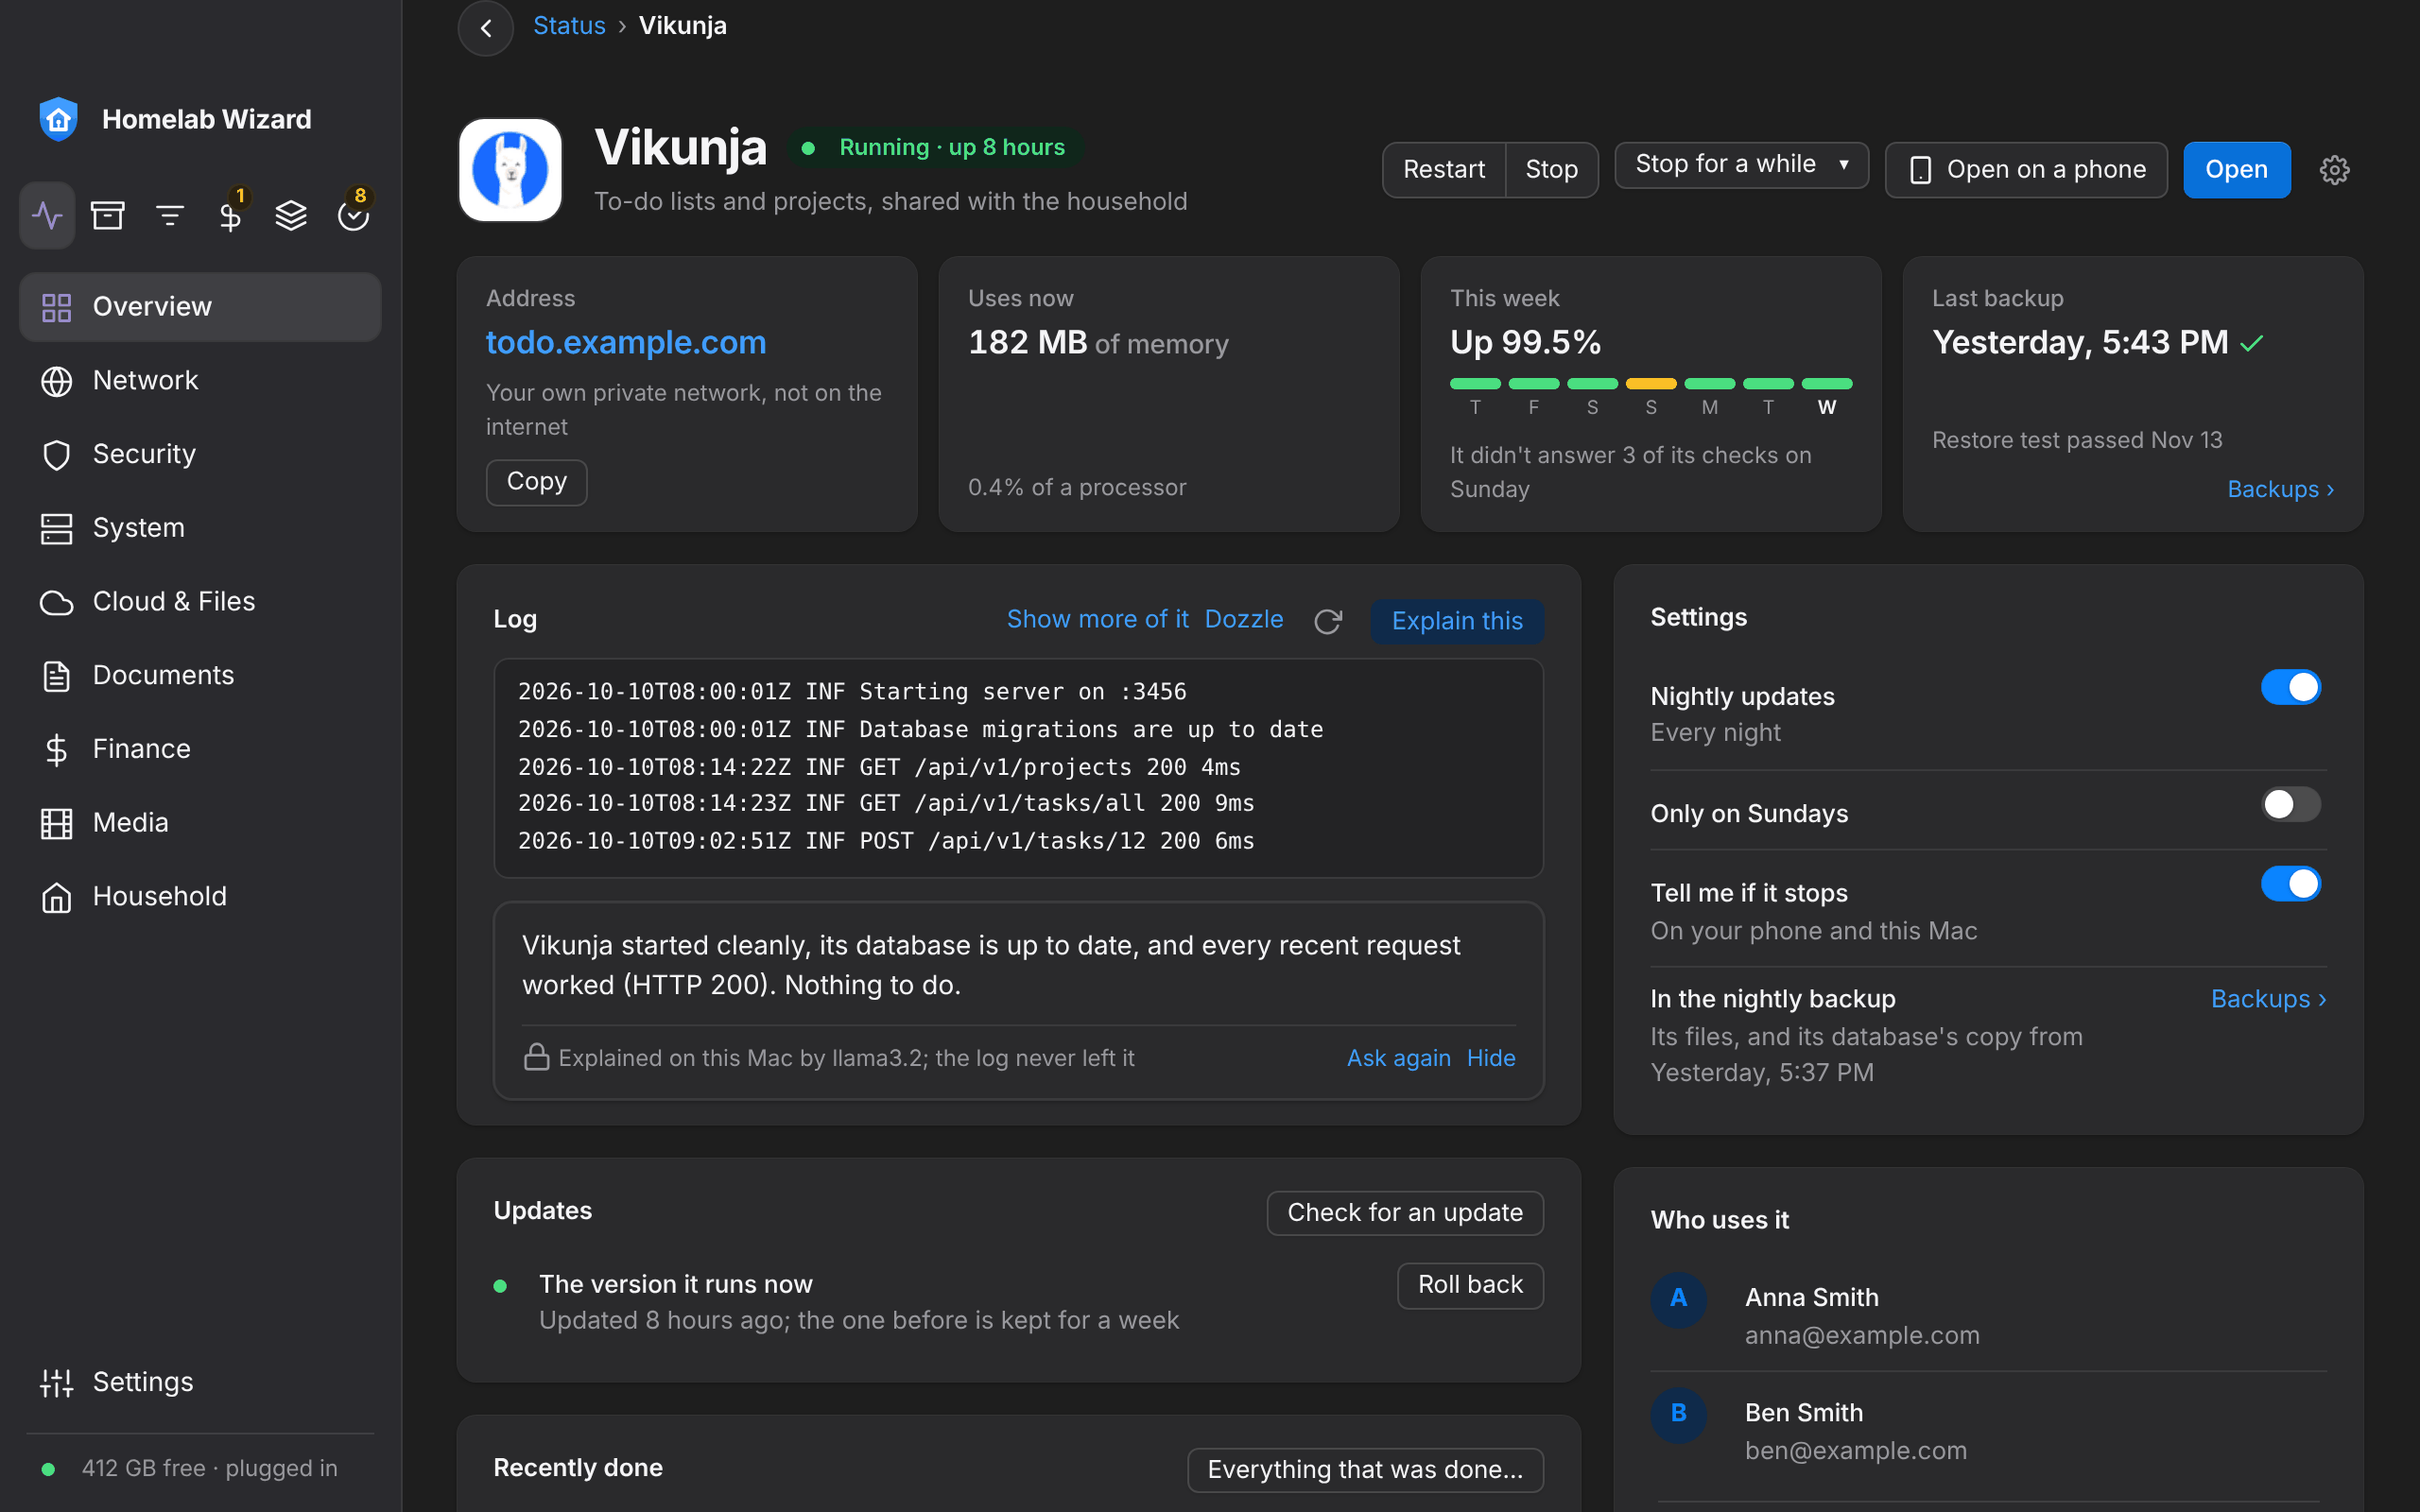 Status › Vikunja
Homelab Wizard
1
8
Overview
Network
Security
System
Cloud & Files
Documents
Finance
Media
Household
Settings
412 GB free · plugged in
Vikunja
Running · up 8 hours
To-do lists and projects, shared with the household
Restart
Stop
Stop for a while ▼
Open on a phone
Open
Address
todo.example.com
Your own private network, not on the
internet
Copy
Uses now
182 MB of memory
0.4% of a processor
This week
Up 99.5%
T F S S M T W
It didn't answer 3 of its checks on
Sunday
Last backup
Yesterday, 5:43 PM ✓
Restore test passed Nov 13
Backups ›
Log
Show more of it
Dozzle
Explain this
2026-10-10T08:00:01Z INF Starting server on :3456
2026-10-10T08:00:01Z INF Database migrations are up to date
2026-10-10T08:14:22Z INF GET /api/v1/projects 200 4ms
2026-10-10T08:14:23Z INF GET /api/v1/tasks/all 200 9ms
2026-10-10T09:02:51Z INF POST /api/v1/tasks/12 200 6ms
Vikunja started cleanly, its database is up to date, and every recent request
worked (HTTP 200). Nothing to do.
Explained on this Mac by llama3.2; the log never left it
Ask again
Hide
Updates
Check for an update
The version it runs now
Updated 8 hours ago; the one before is kept for a week
Roll back
Recently done
Everything that was done...
Settings
Nightly updates
Every night
Only on Sundays
Tell me if it stops
On your phone and this Mac
In the nightly backup
Backups ›
Its files, and its database's copy from
Yesterday, 5:37 PM
Who uses it
A
Anna Smith
anna@example.com
B
Ben Smith
ben@example.com